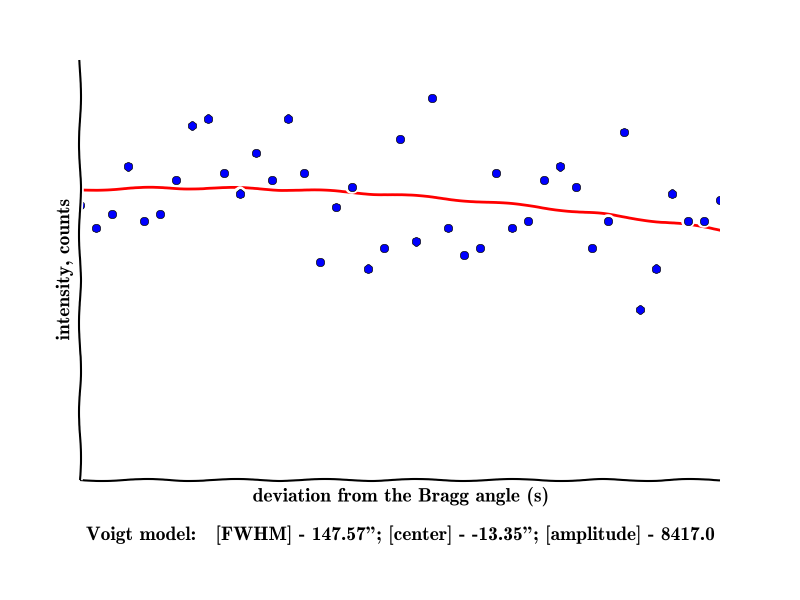 intensity, counts
deviation from the Bragg angle (s)
Voigt model: [FWHM] - 147.57”; [center] - -13.35”; [amplitude] - 8417.0